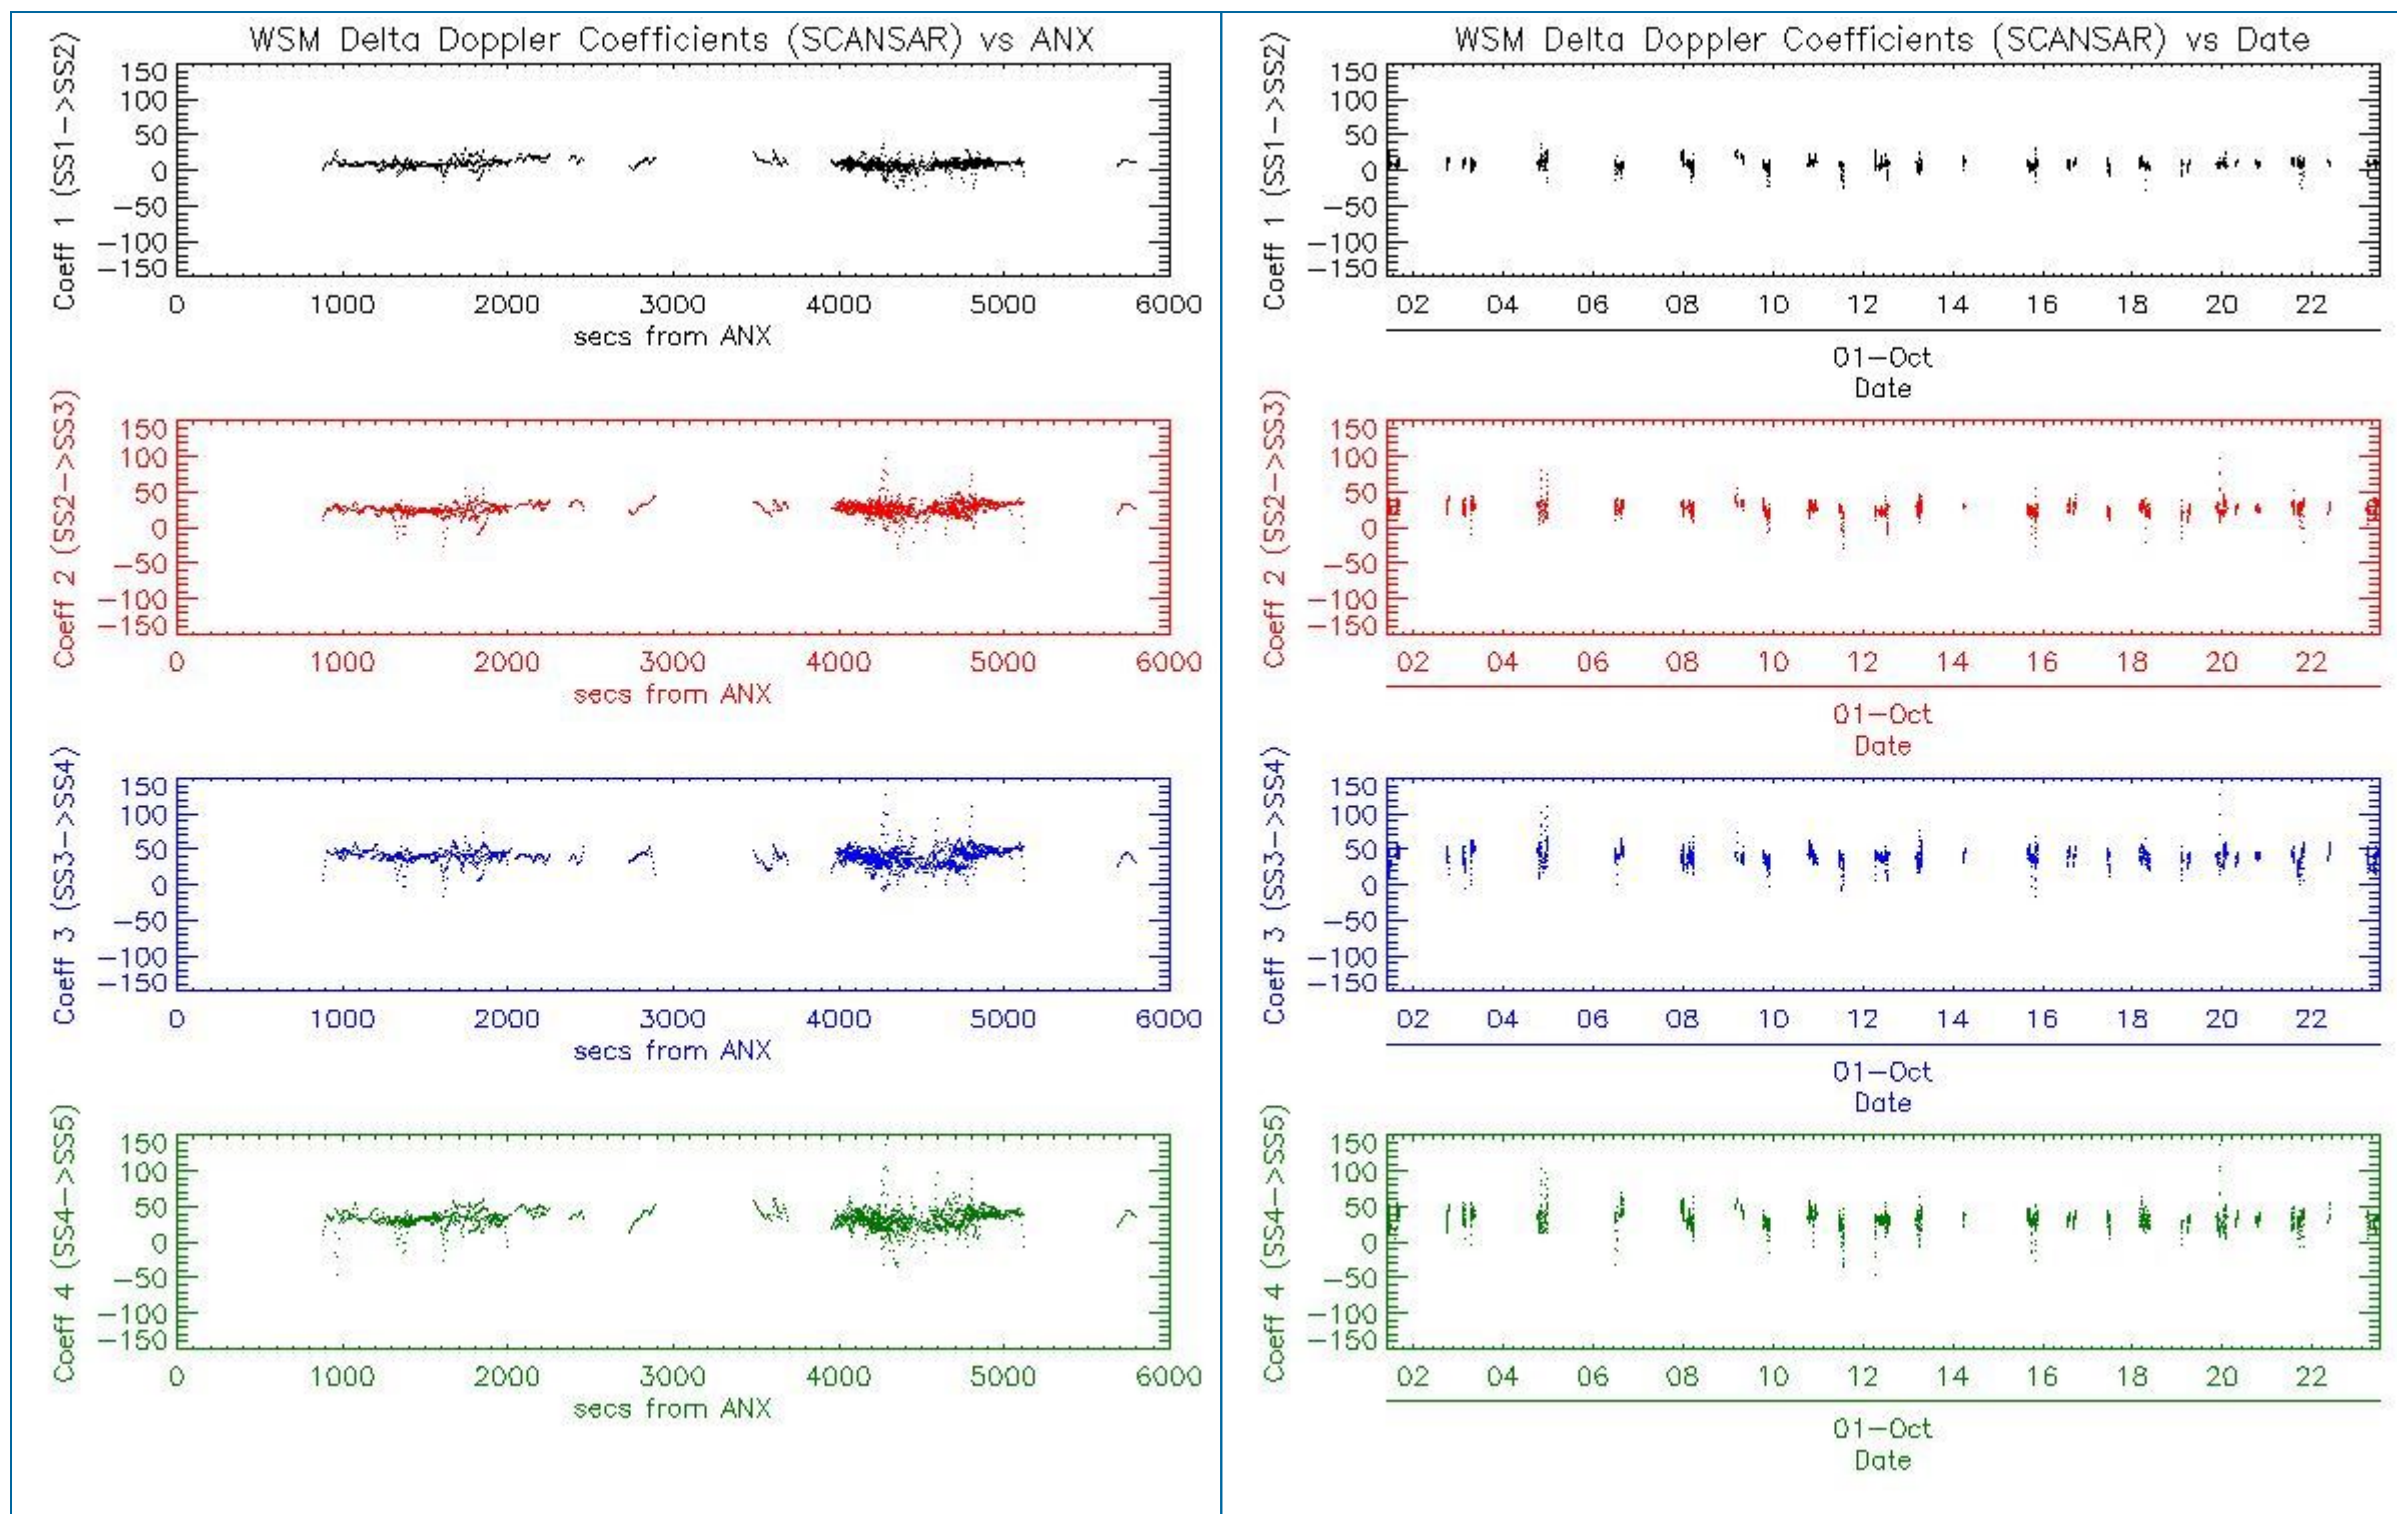 WSM Delta Doppler Coefficients (SCANSAR) vs ANX
Coeff 1 (SS1->SS2)
150
100
50
0
-50
-100
-150
0 1000 2000 3000 4000 5000 6000
secs from ANX
Coeff 2 (SS2->SS3)
150
100
50
0
-50
-100
-150
0 1000 2000 3000 4000 5000 6000
secs from ANX
Coeff 3 (SS3->SS4)
150
100
50
0
-50
-100
-150
0 1000 2000 3000 4000 5000 6000
secs from ANX
Coeff 4 (SS4->SS5)
150
100
50
0
-50
-100
-150
0 1000 2000 3000 4000 5000 6000
secs from ANX
WSM Delta Doppler Coefficients (SCANSAR) vs Date
Coeff 1 (SS1->SS2)
150
100
50
0
-50
-100
-150
02 04 06 08 10 12 14 16 18 20 22
01-Oct
Date
Coeff 2 (SS2->SS3)
150
100
50
0
-50
-100
-150
02 04 06 08 10 12 14 16 18 20 22
01-Oct
Date
Coeff 3 (SS3->SS4)
150
100
50
0
-50
-100
-150
02 04 06 08 10 12 14 16 18 20 22
01-Oct
Date
Coeff 4 (SS4->SS5)
150
100
50
0
-50
-100
-150
02 04 06 08 10 12 14 16 18 20 22
01-Oct
Date